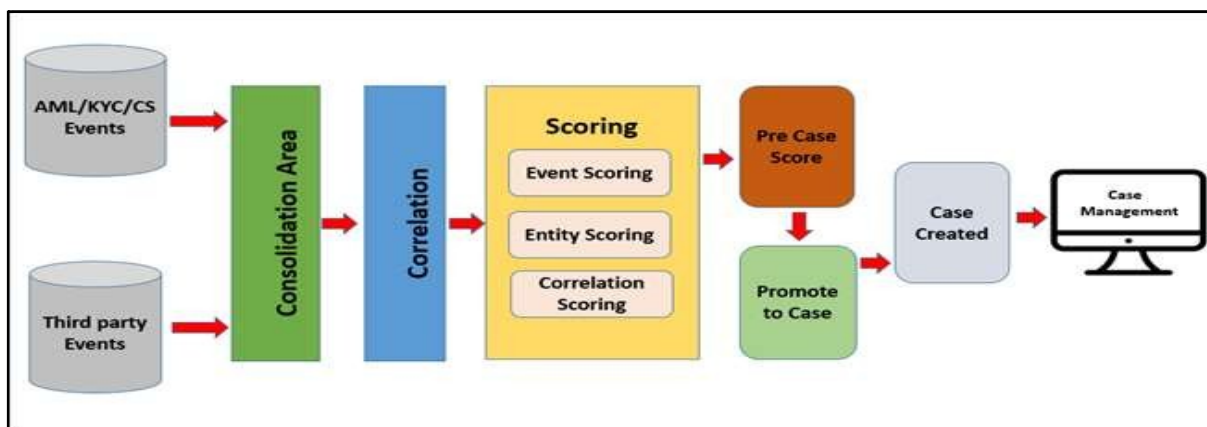 AML/KYC/CS
Events
Third party
Events
Consolidation Area
Correlation
Scoring
Event Scoring
Entity Scoring
Correlation
Scoring
Pre Case
Score
Promote
to Case
Case
Created
Case
Management